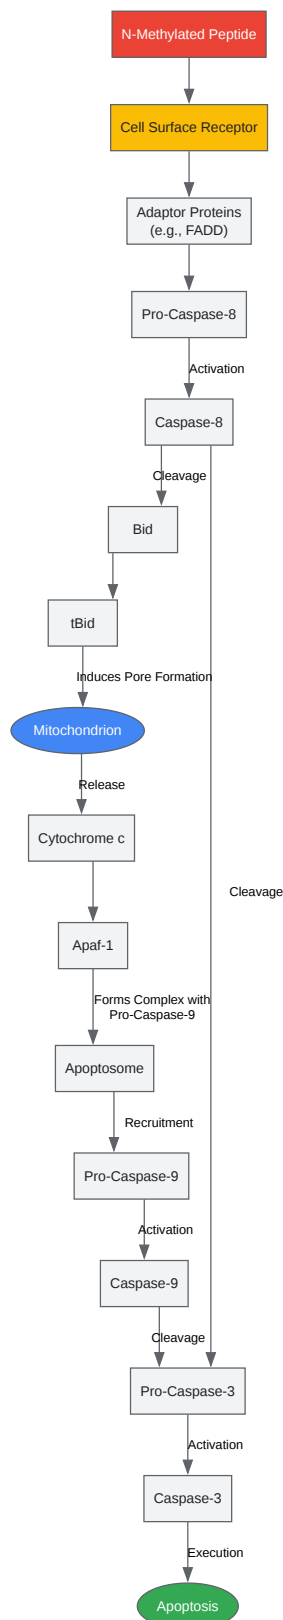 N-Methylated Peptide
Cell Surface Receptor
Adaptor Proteins
(e.g., FADD)
Pro-Caspase-8
Activation
Caspase-8
Cleavage
Bid
tBid
Induces Pore Formation
Mitochondrion
Release
Cytochrome c
Cleavage
Apaf-1
Forms Complex with
Pro-Caspase-9
Apoptosome
Recruitment
Pro-Caspase-9
Activation
Caspase-9
Cleavage
Pro-Caspase-3
Activation
Caspase-3
Execution
Apoptosis